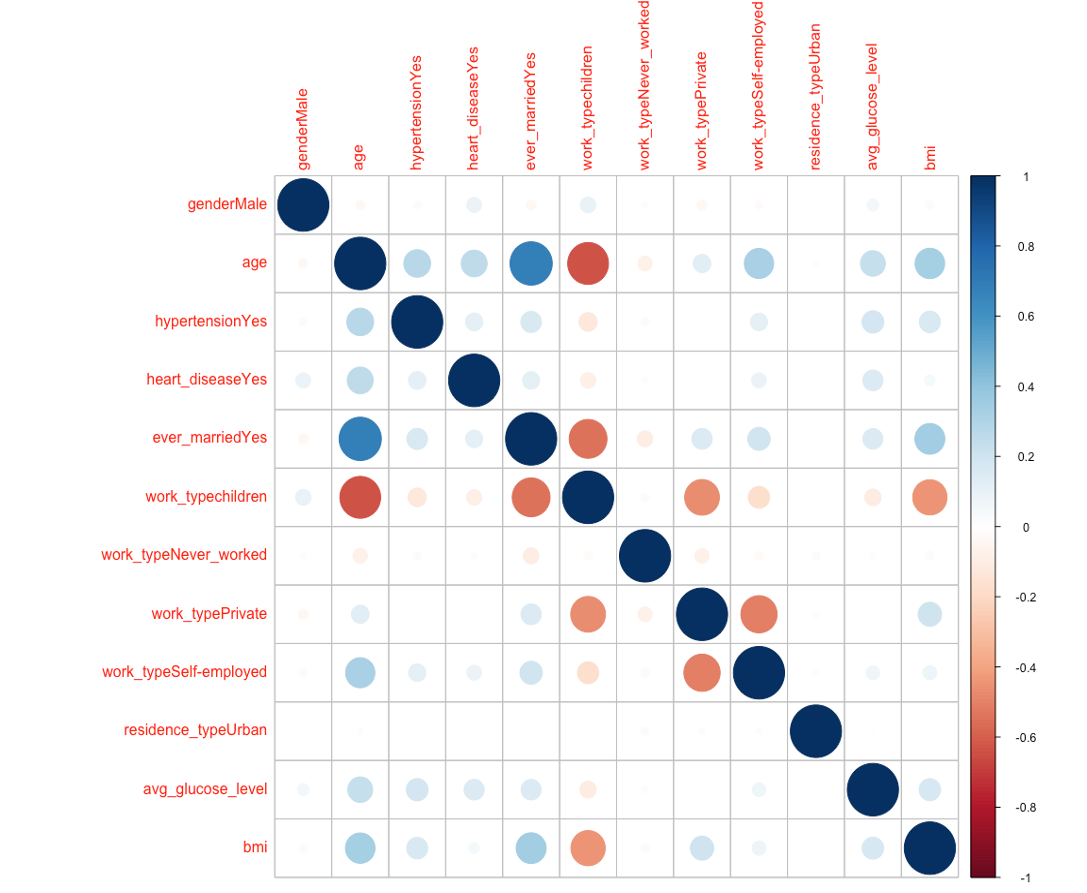 genderMale
age
hypertensionYes
heart_diseaseYes
ever_marriedYes
work_typechildren
work_typeNever_worked
work_typePrivate
work_typeSelf-employed
residence_typeUrban
avg_glucose_level
bmi
genderMale
age
hypertensionYes
heart_diseaseYes
ever_marriedYes
work_typechildren
work_typeNever_worked
work_typePrivate
work_typeSelf-employed
residence_typeUrban
avg_glucose_level
bmi
1
0.8
0.6
0.4
0.2
0
-0.2
-0.4
-0.6
-0.8
-1